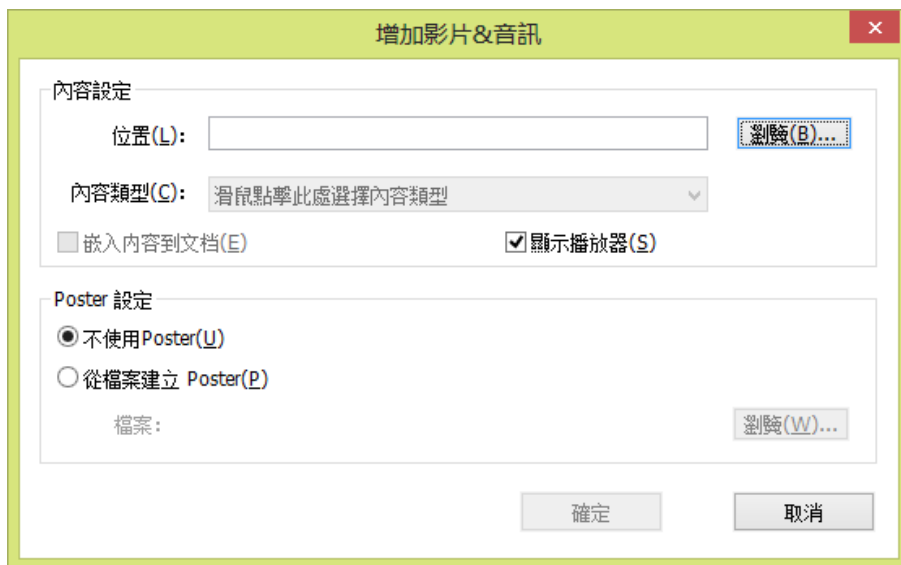 增加影片&音訊
內容設定
位置(L):
瀏覽(B)...
內容類型(C):
滑鼠點擊此處選擇內容類型
嵌入内容到文档(E)
顯示播放器(S)
Poster 設定
不使用Poster(U)
從檔案建立 Poster(P)
檔案:
瀏覽(W)...
確定
取消